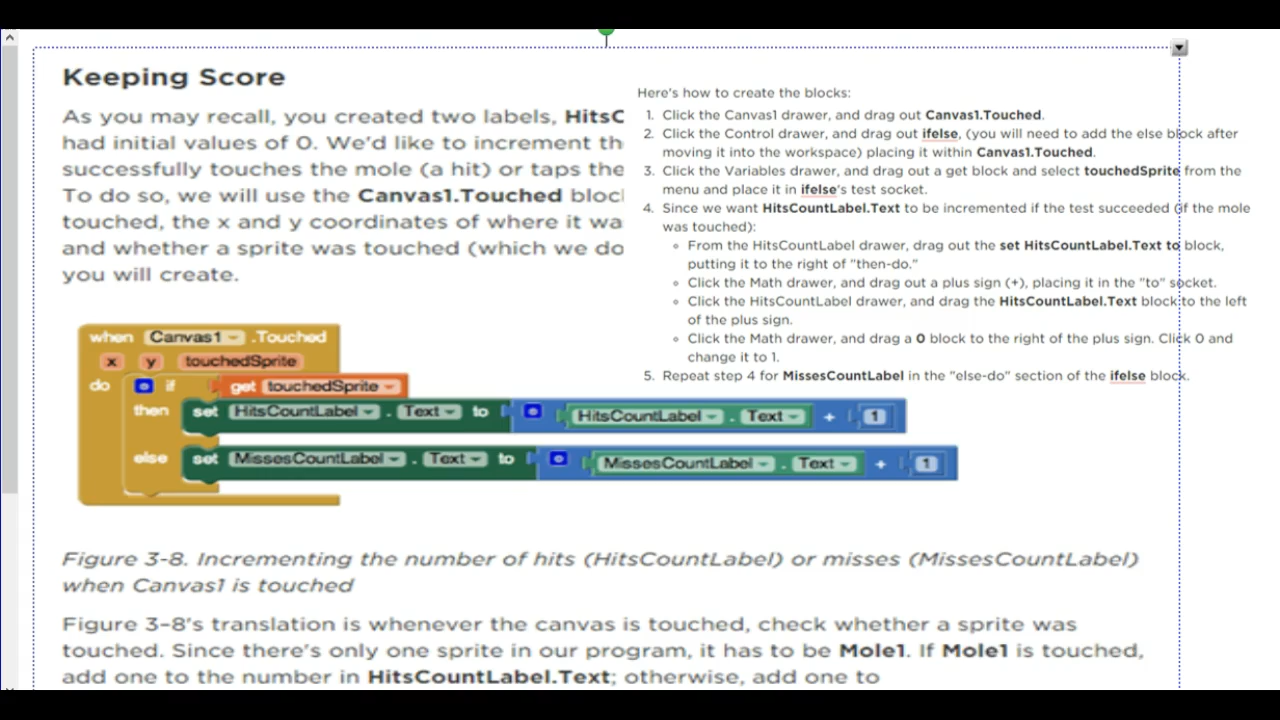 Keeping Score
As you may recall, you created two labels, HitsC
had initial values of 0. We'd like to increment th
successfully touches the mole (a hit) or taps the
To do so, we will use the Canvas1.Touched bloc
touched, the x and y coordinates of where it wa
and whether a sprite was touched (which we do
you will create.
Here's how to create the blocks:
1. Click the Canvas1 drawer, and drag out Canvas1.Touched.
2. Click the Control drawer, and drag out ifelse, (you will need to add the else block after
moving it into the workspace) placing it within Canvas1.Touched.
3. Click the Variables drawer, and drag out a get block and select touchedSprite from the
menu and place it in ifelse's test socket.
4. Since we want HitsCountLabel.Text to be incremented if the test succeeded (if the mole
was touched):
From the HitsCountLabel drawer, drag out the set HitsCountLabel.Text to block,
putting it to the right of "then-do."
Click the Math drawer, and drag out a plus sign (+), placing it in the "to" socket.
Click the HitsCountLabel drawer, and drag the HitsCountLabel.Text block to the left
of the plus sign.
Click the Math drawer, and drag a 0 block to the right of the plus sign. Click 0 and
change it to 1.
5. Repeat step 4 for MissesCountLabel in the "else-do" section of the ifelse block.
when Canvas1 .Touched
x y touchedSprite
do if get touchedSprite
then set HitsCountLabel . Text to HitsCountLabel . Text + 1
else set MissesCountLabel . Text to MissesCountLabel . Text + 1
Figure 3-8. Incrementing the number of hits (HitsCountLabel) or misses (MissesCountLabel)
when Canvas1 is touched
Figure 3–8's translation is whenever the canvas is touched, check whether a sprite was
touched. Since there's only one sprite in our program, it has to be Mole1. If Mole1 is touched,
add one to the number in HitsCountLabel.Text; otherwise, add one to